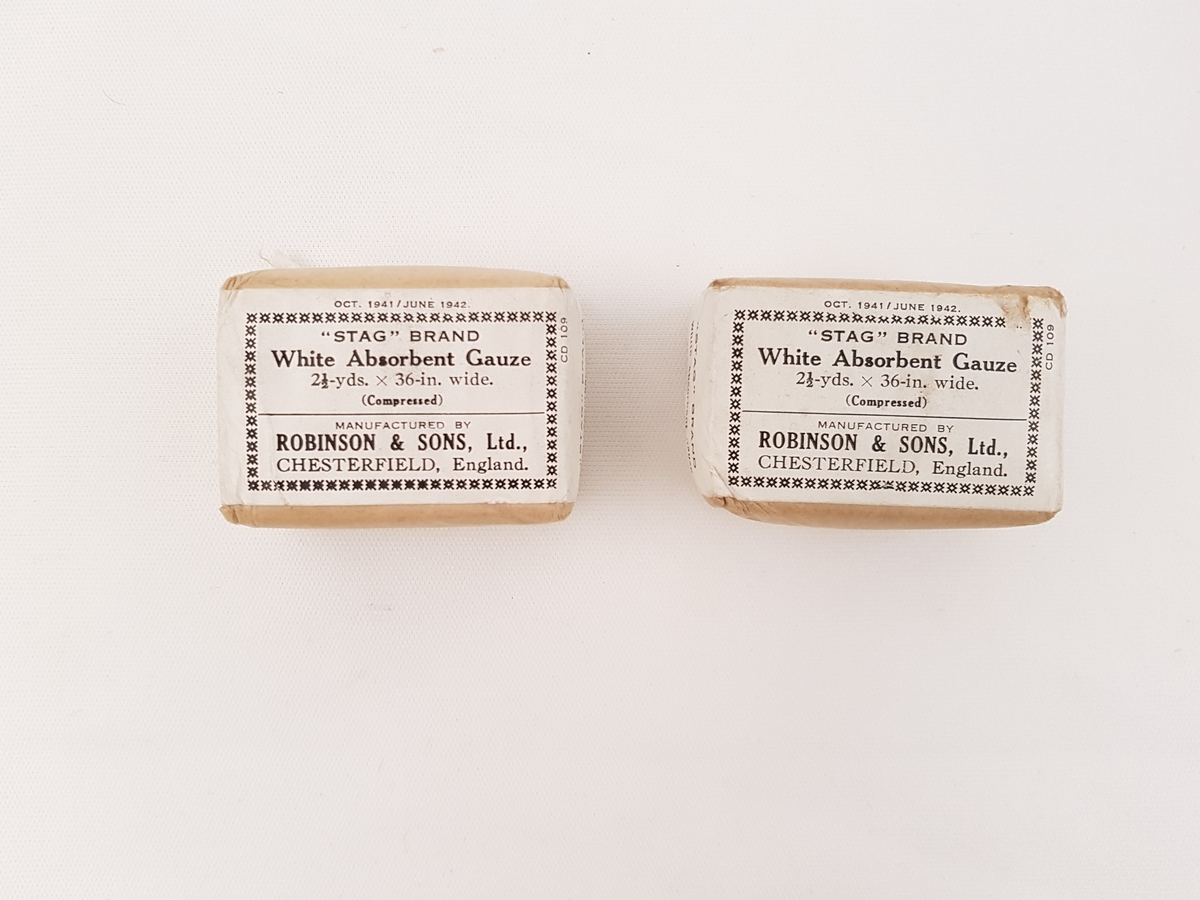 OCT. 1941/JUNE 1942.
"STAG" BRAND
White Absorbent Gauze
2½-yds. × 36-in. wide.
(Compressed)
MANUFACTURED BY
ROBINSON & SONS, Ltd.,
CHESTERFIELD, England.
CD 109
OCT. 1941/JUNE 1942.
"STAG" BRAND
White Absorbent Gauze
2½-yds. × 36-in. wide.
(Compressed)
MANUFACTURED BY
ROBINSON & SONS, Ltd.,
CHESTERFIELD, England.
CD 109